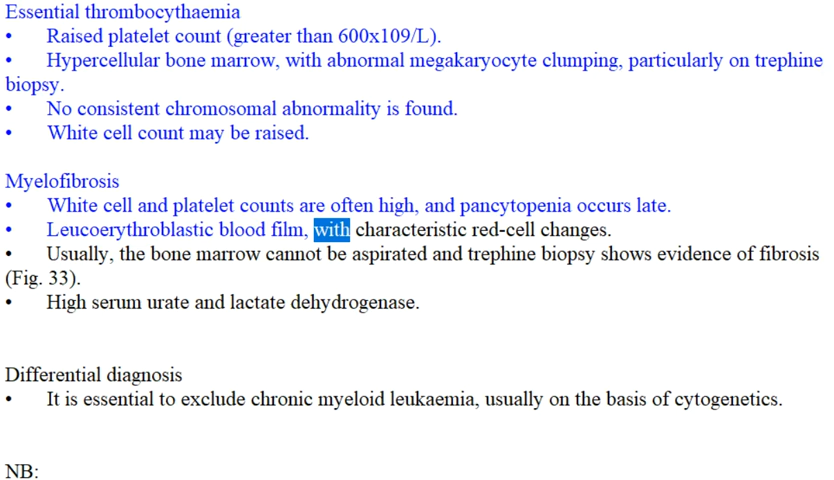 Essential thrombocythaemia
• Raised platelet count (greater than 600x109/L).
• Hypercellular bone marrow, with abnormal megakaryocyte clumping, particularly on trephine
biopsy.
• No consistent chromosomal abnormality is found.
• White cell count may be raised.
Myelofibrosis
• White cell and platelet counts are often high, and pancytopenia occurs late.
• Leucoerythroblastic blood film, with characteristic red-cell changes.
• Usually, the bone marrow cannot be aspirated and trephine biopsy shows evidence of fibrosis
(Fig. 33).
• High serum urate and lactate dehydrogenase.
Differential diagnosis
• It is essential to exclude chronic myeloid leukaemia, usually on the basis of cytogenetics.
NB: